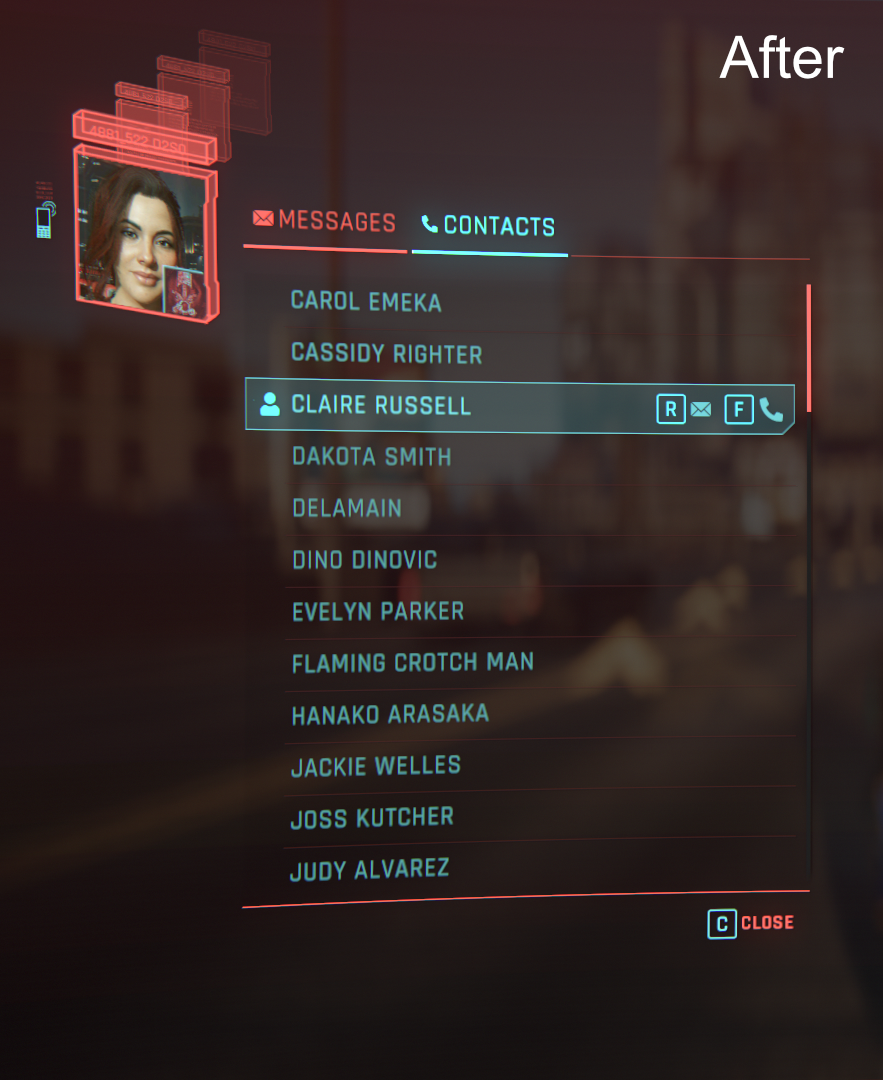 After
4881 522 0290
MESSAGES CONTACTS
CAROL EMEKA
CASSIDY RIGHTER
CLAIRE RUSSELL R F
DAKOTA SMITH
DELAMAIN
DINO DINOVIC
EVELYN PARKER
FLAMING CROTCH MAN
HANAKO ARASAKA
JACKIE WELLES
JOSS KUTCHER
JUDY ALVAREZ
C CLOSE